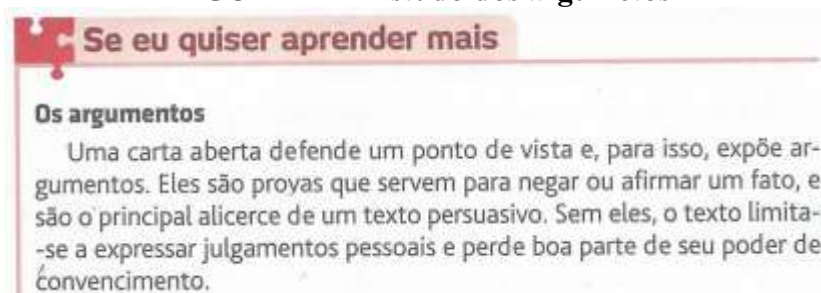 Se eu quiser aprender mais
Os argumentos
Uma carta aberta defende um ponto de vista e, para isso, expõe ar-
gumentos. Eles são provas que servem para negar ou afirmar um fato, e
são o principal alicerce de um texto persuasivo. Sem eles, o texto limita-
-se a expressar julgamentos pessoais e perde boa parte de seu poder de
convencimento.